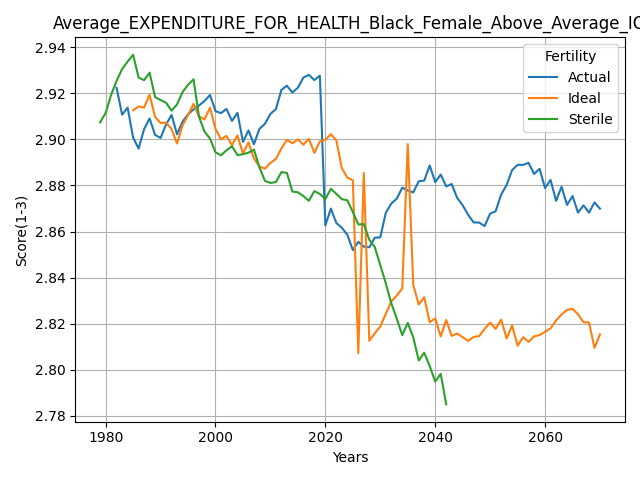 Average_EXPENDITURE_FOR_HEALTH_Black_Female_Above_Average_IQ
Fertility
Actual
Ideal
Sterile
Score(1-3)
2.94
2.92
2.90
2.88
2.86
2.84
2.82
2.80
2.78
1980
2000
2020
2040
2060
Years